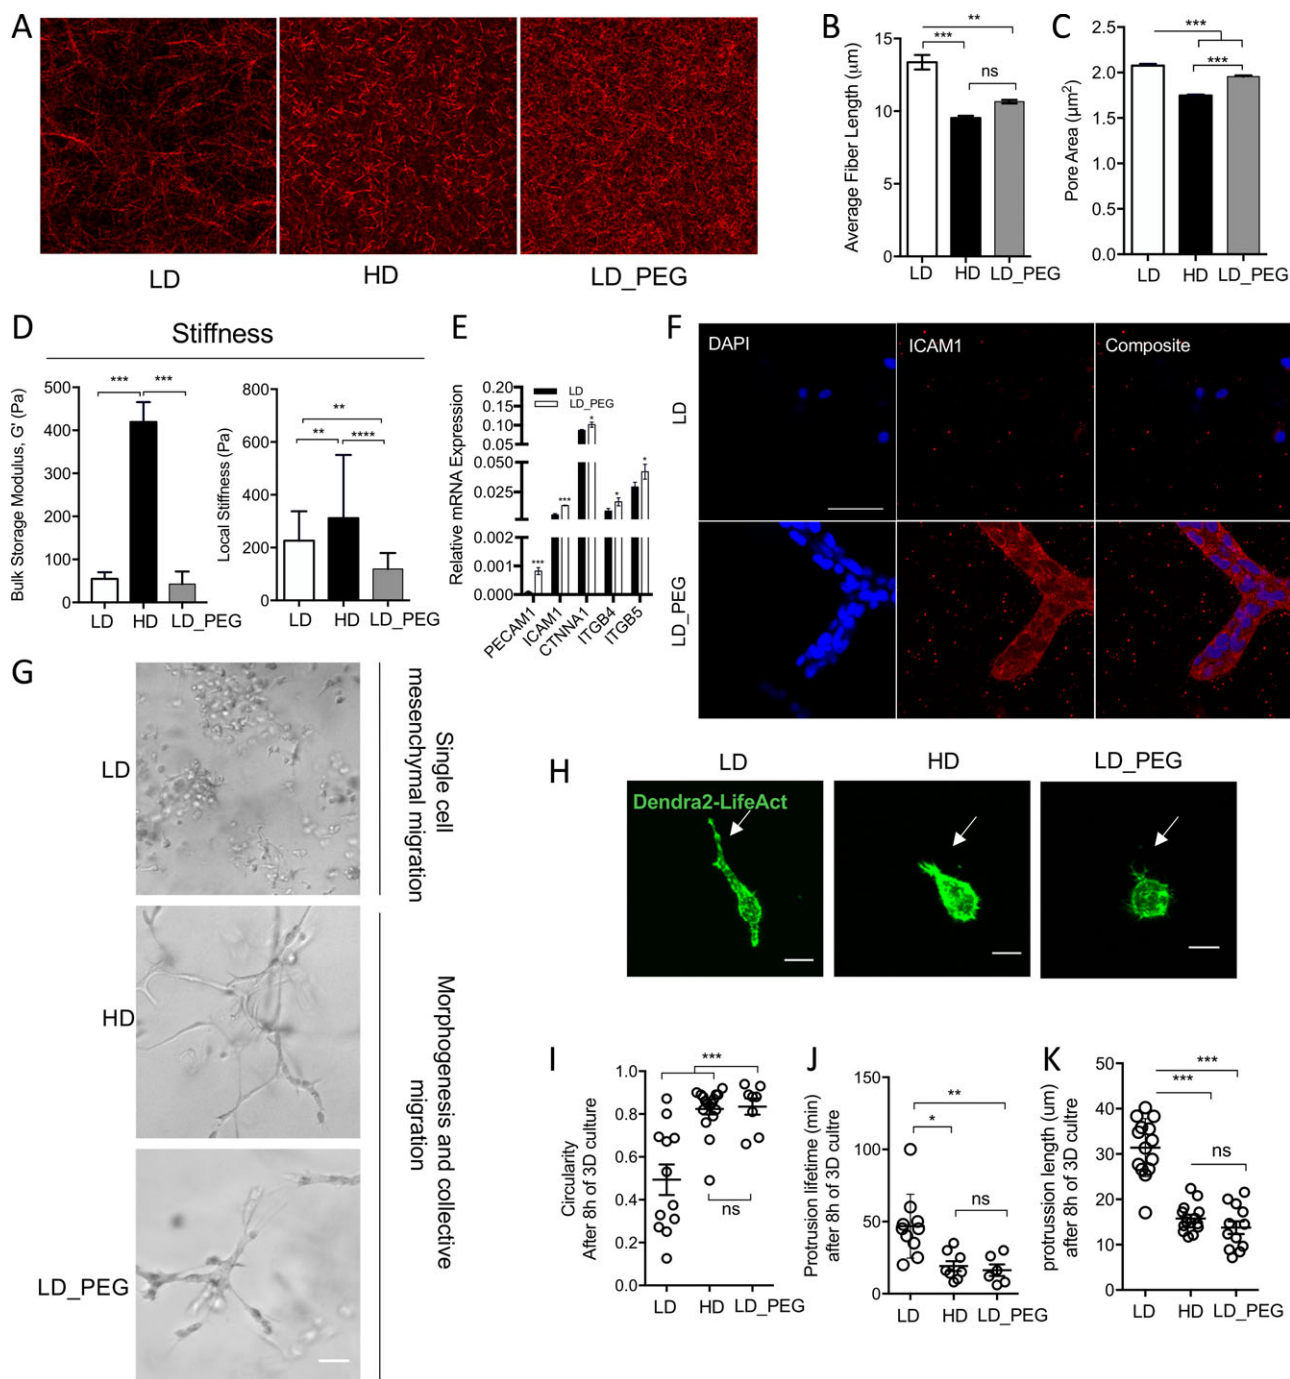 A
LD
HD
LD_PEG
B
Average Fiber Length (μm)
15
10
5
0
**
***
ns
LD
HD
LD_PEG
C
Pore Area (μm²)
2.5
2.0
1.5
1.0
2.5
0.0
***
***
LD
HD
LD_PEG
D
Stiffness
Bulk Storage Modulus, G' (Pa)
500
400
300
200
100
0
***
***
LD
HD
LD_PEG
Local Stiffness (Pa)
800
600
400
200
0
**
**
****
LD
HD
LD_PEG
E
Relative mRNA Expression
LD
LD_PEG
0.20
0.15
0.10
0.05
0.050
0.025
0.002
0.001
0.000
***
***
*
*
*
PECAM1
ICAM1
CTNNA1
ITGB4
ITGB5
F
DAPI
ICAM1
Composite
LD
LD_PEG
G
LD
HD
LD_PEG
Single cell
mesenchymal migration
Morphogenesis and collective
migration
H
LD
HD
LD_PEG
Dendra2-LifeAct
I
Circularity
After 8h of 3D culture
1.0
0.8
0.6
0.4
0.2
0.0
***
ns
LD
HD
LD_PEG
J
Protrusion lifetime (min)
after 8h of 3D cultre
150
100
50
0
**
*
ns
LD
HD
LD_PEG
K
protrussion length (um)
after 8h of 3D cultre
50
40
30
20
10
0
***
***
ns
LD
HD
LD_PEG